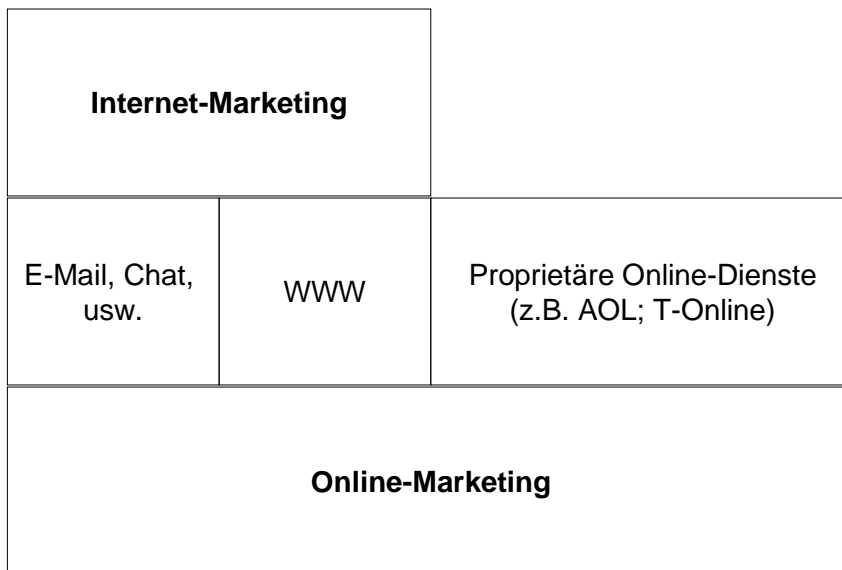 Internet-Marketing
E-Mail, Chat,
usw.
WWW
Proprietäre Online-Dienste
(z.B. AOL; T-Online)
Online-Marketing